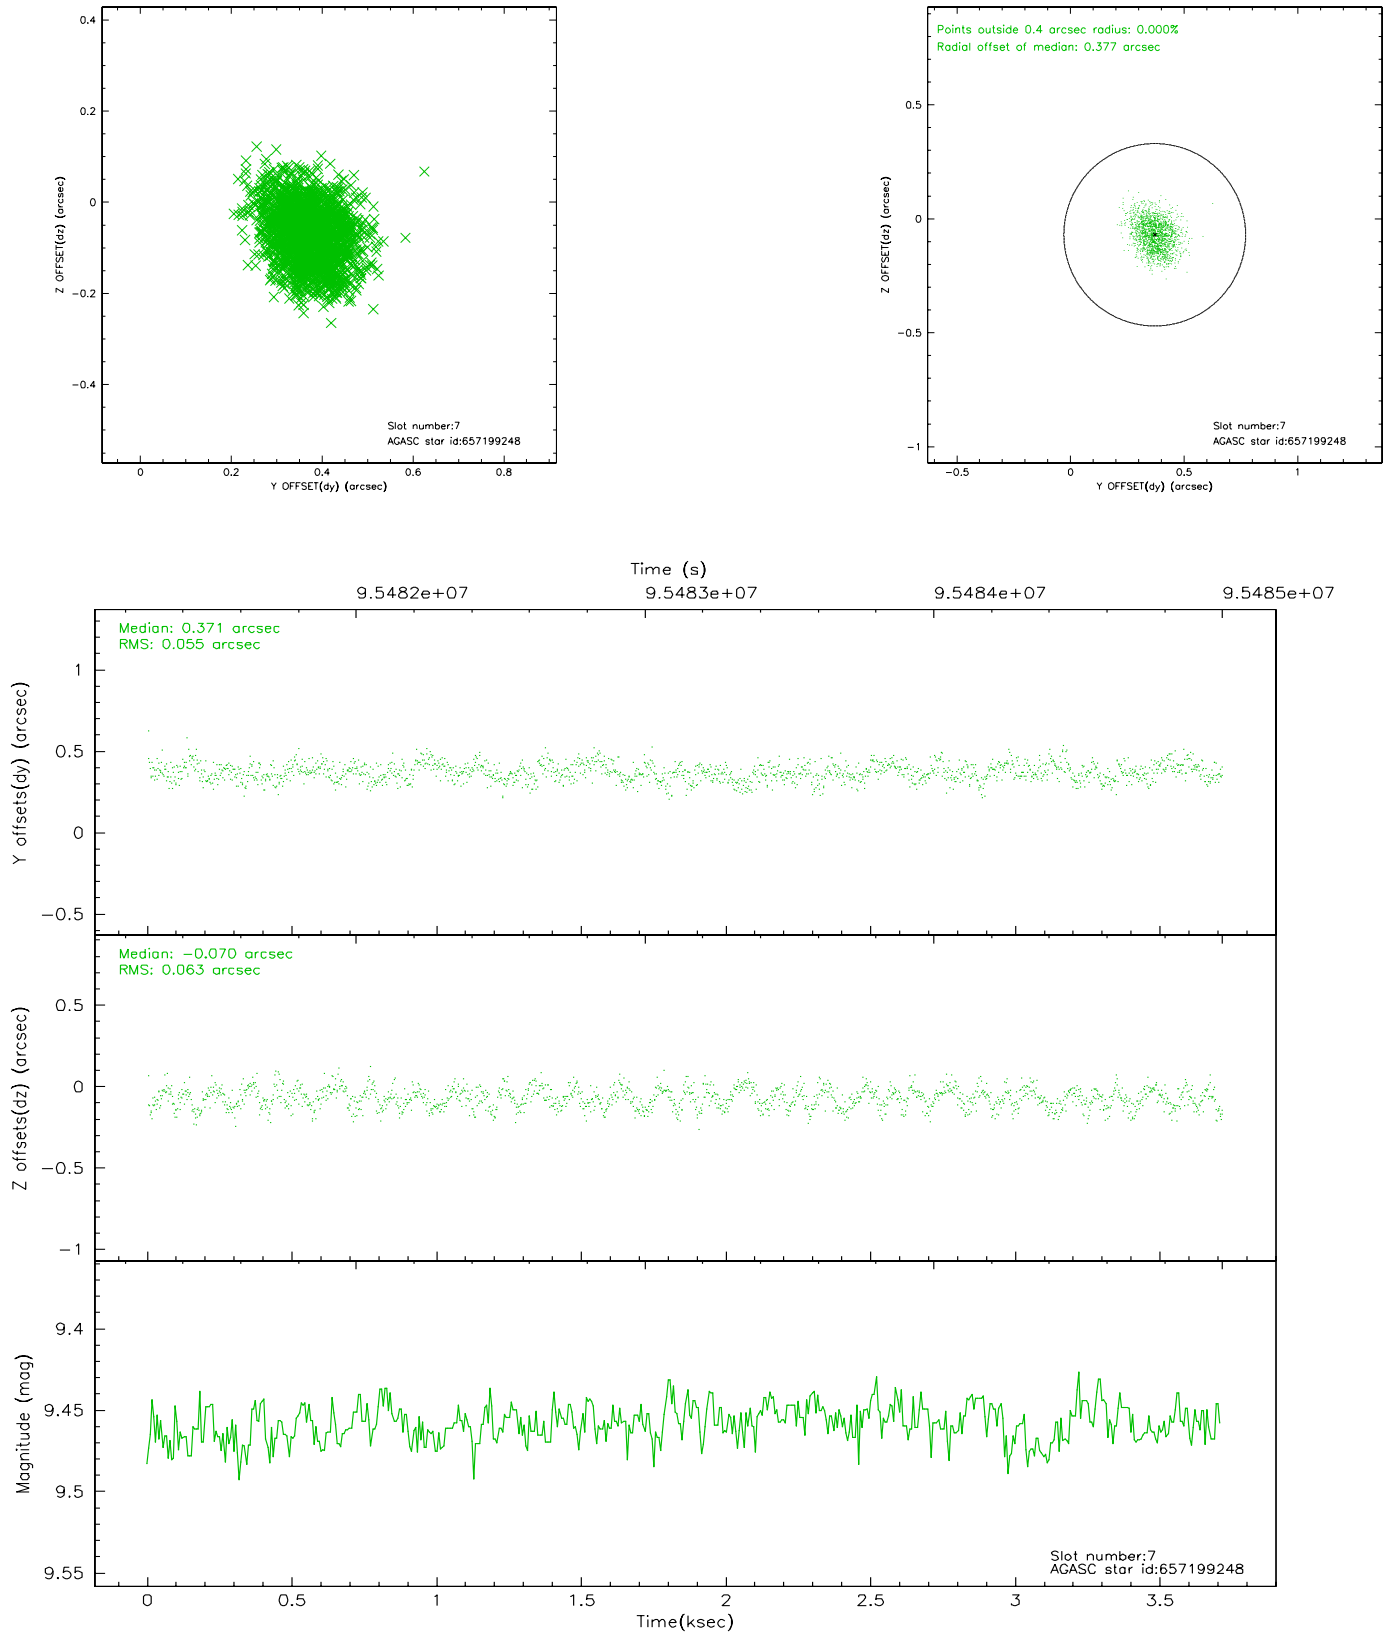 0.4
0.2
0
−0.2
−0.4
Z OFFSET(dz) (arcsec)
Slot number:7
AGASC star id:657199248
0 0.2 0.4 0.6 0.8
Y OFFSET(dy) (arcsec)
Points outside 0.4 arcsec radius: 0.000%
Radial offset of median: 0.377 arcsec
0.5
0
−0.5
−1
Z OFFSET(dz) (arcsec)
Slot number:7
AGASC star id:657199248
−0.5 0 0.5 1
Y OFFSET(dy) (arcsec)
Time (s)
9.5482e+07 9.5483e+07 9.5484e+07 9.5485e+07
Median: 0.371 arcsec
RMS: 0.055 arcsec
1
0.5
0
−0.5
Y offsets(dy) (arcsec)
Median: −0.070 arcsec
RMS: 0.063 arcsec
0.5
0
−0.5
−1
Z offsets(dz) (arcsec)
9.4
9.45
9.5
9.55
Magnitude (mag)
Slot number:7
AGASC star id:657199248
0 0.5 1 1.5 2 2.5 3 3.5
Time(ksec)